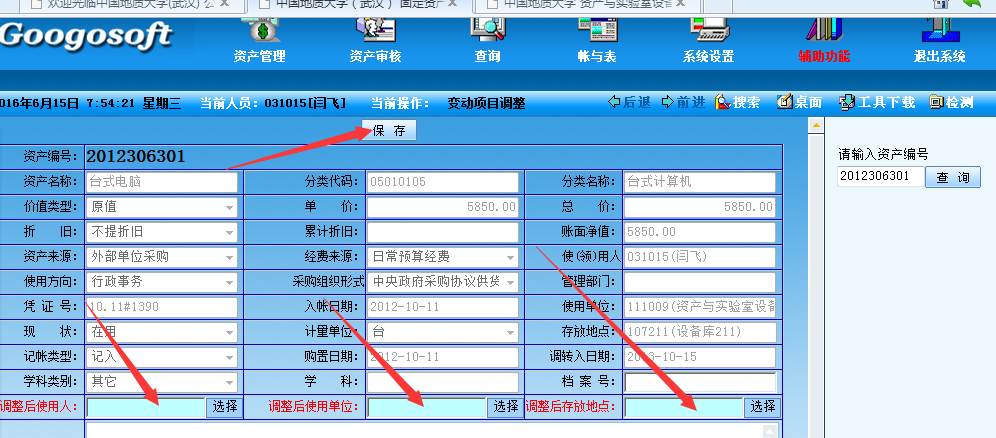 欢迎光临中国地质大学(武汉) 公 × 中国地质大学（ 武汉 ） 固定资产 × 中国地质大学 资产与实验室设备 ×
Googosoft 资产管理 资产审核 查询 帐与表 系统设置 辅助功能 退出系统
016年6月15日 7:54:21 星期三 当前人员：031015[闫飞] 当前操作： 变动项目调整 后退 前进 搜索 桌面 工具下载 检测
保 存
资产编号：2012306301
请输入资产编号
2012306301 查 询
资产名称：台式电脑 分类代码：05010105 分类名称：台式计算机
价值类型：原值 单 价：5850.00 总 价：5850.00
折 旧：不提折旧 累计折旧： 账面净值：5850.00
资产来源：外部单位采购 经费来源：日常预算经费 使(领)用人 031015(闫飞)
使用方向：行政事务 采购组织形式 中央政府采购协议供货 管理部门：
凭 证 号：10.11#1390 入帐日期：2012-10-11 使用单位：111009(资产与实验室设备
现 状：在用 计量单位：台 存放地点：107211(设备库211)
记帐类型：记入 购置日期：2012-10-11 调转入日期：2013-10-15
学科类别：其它 学 科： 档 案 号：
调整后使用人： 选择 调整后使用单位： 选择 调整后存放地点： 选择